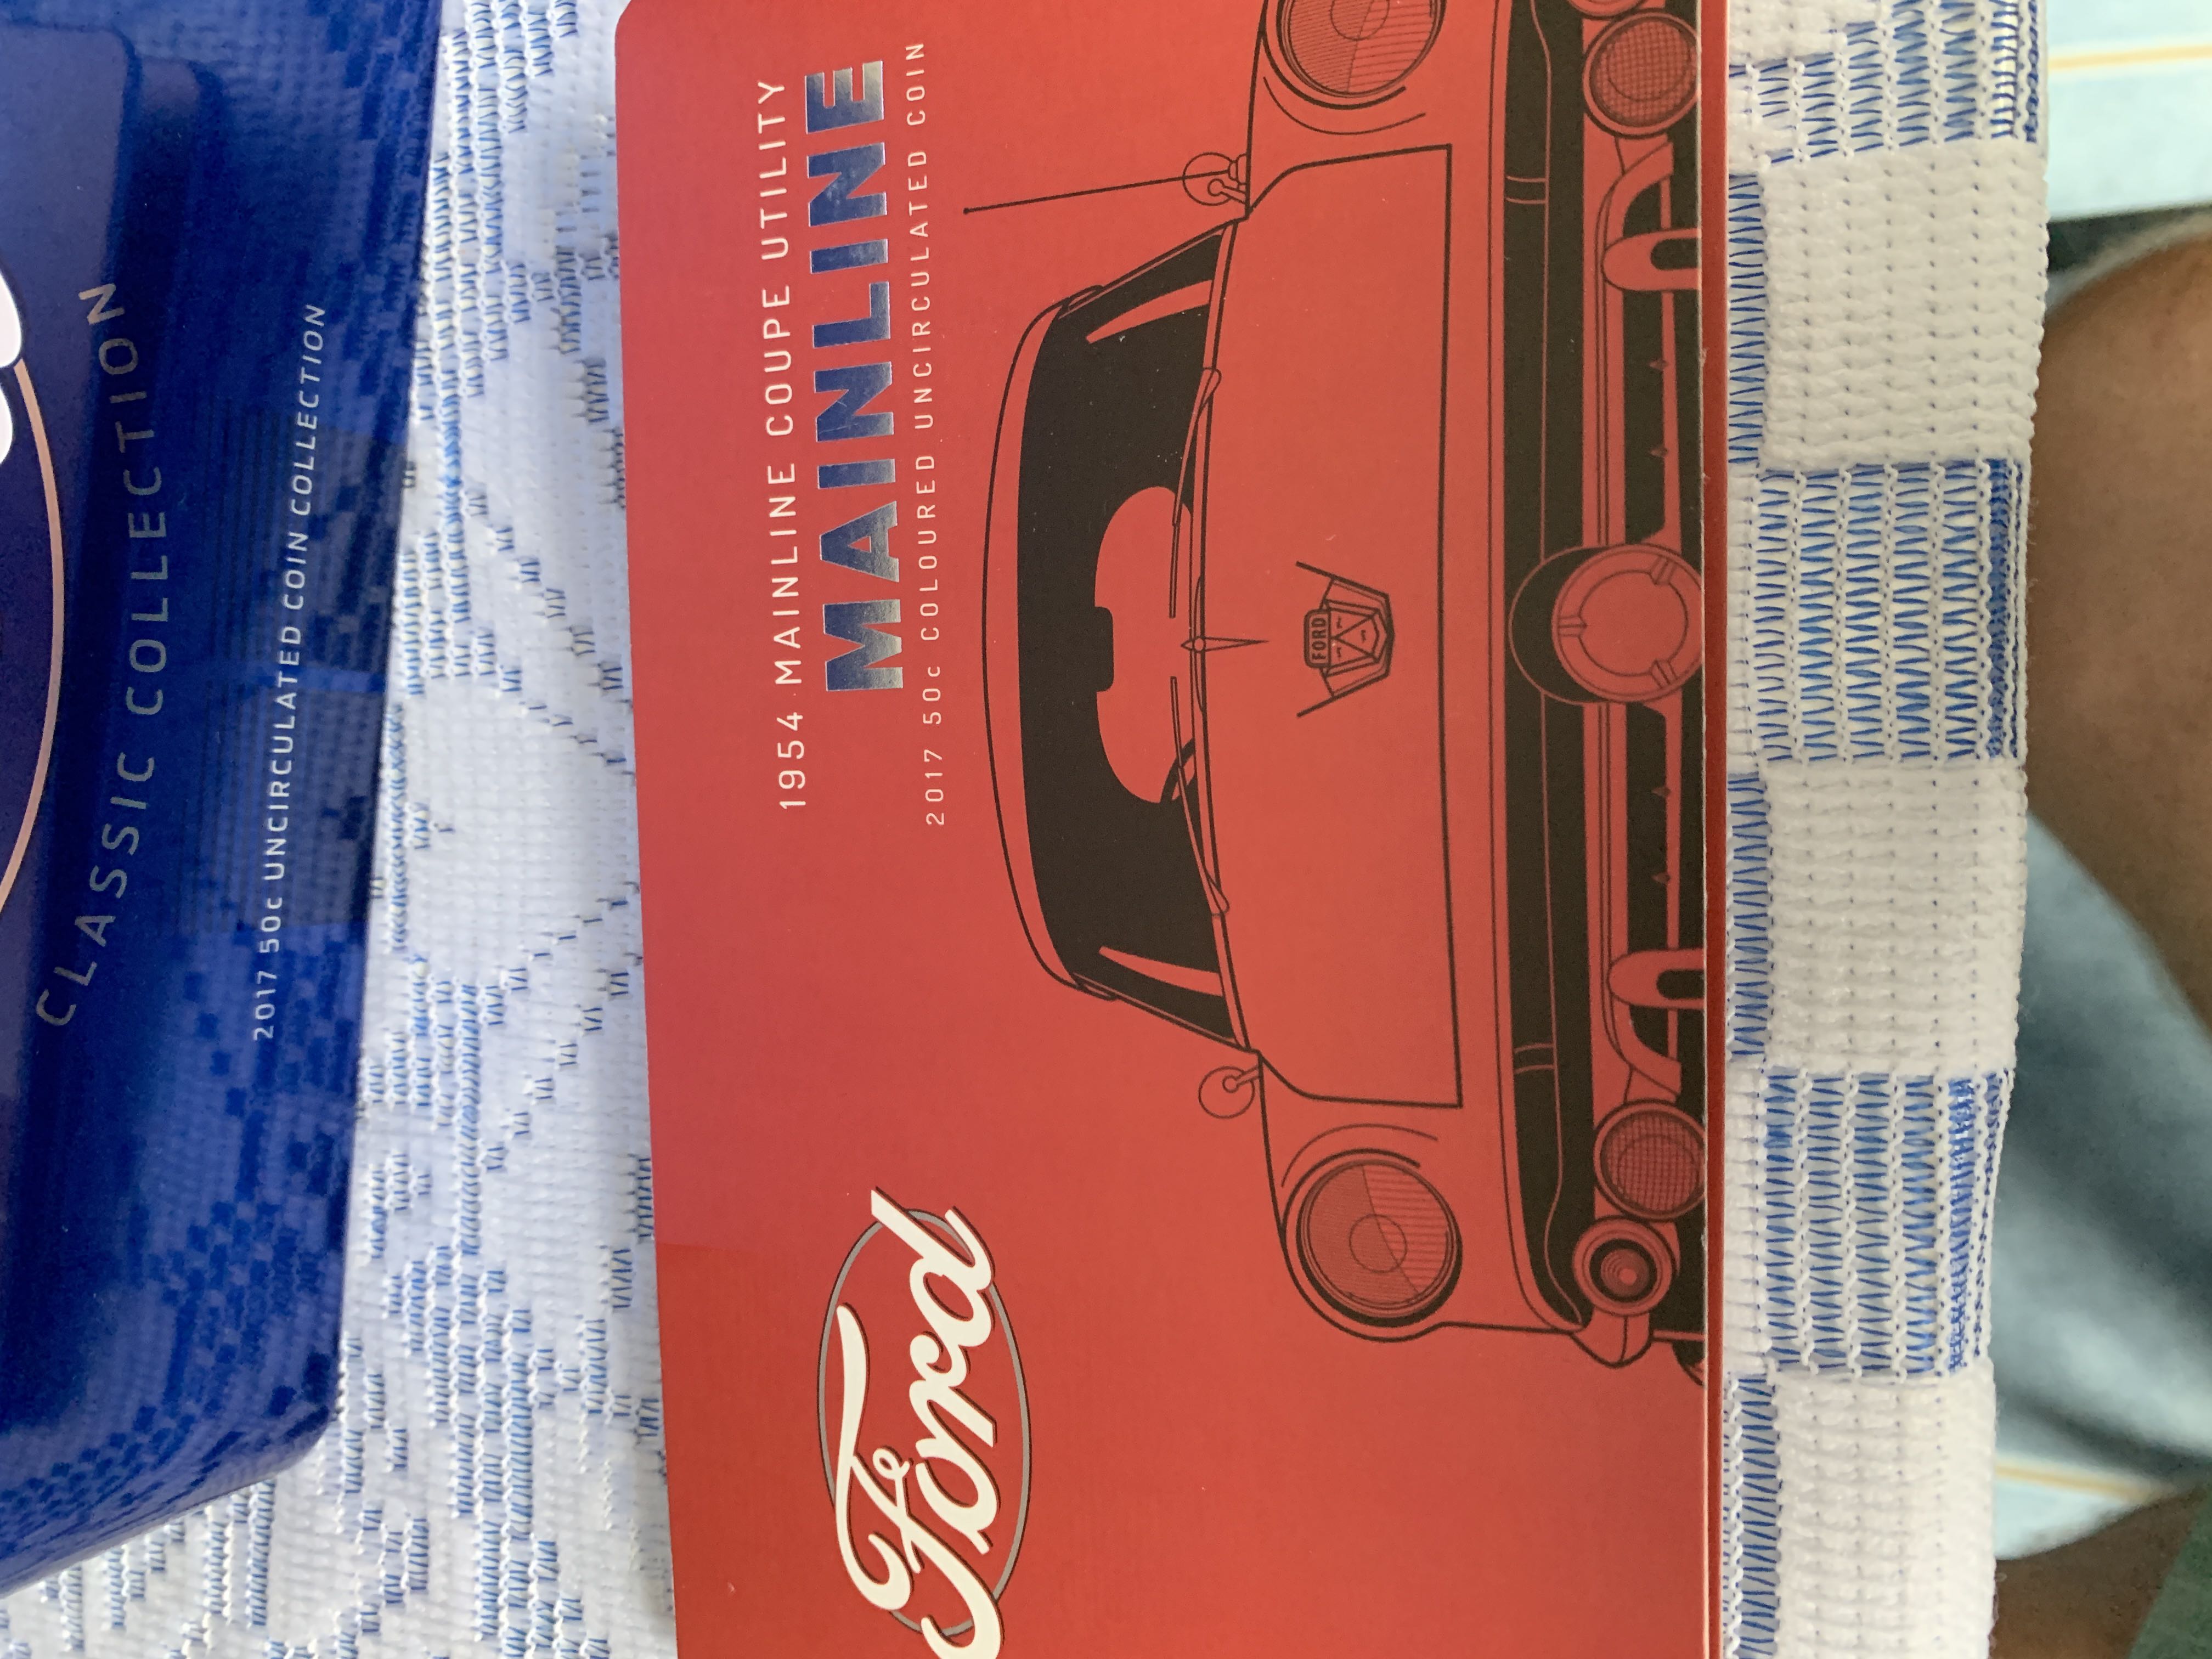 CLASSIC COLLECTION
2017 50c UNCIRCULATED COIN COLLECTION
Ford
1954 MAINLINE COUPE UTILITY
MAINLINE
2017 50c COLOURED UNCIRCULATED COIN
FORD